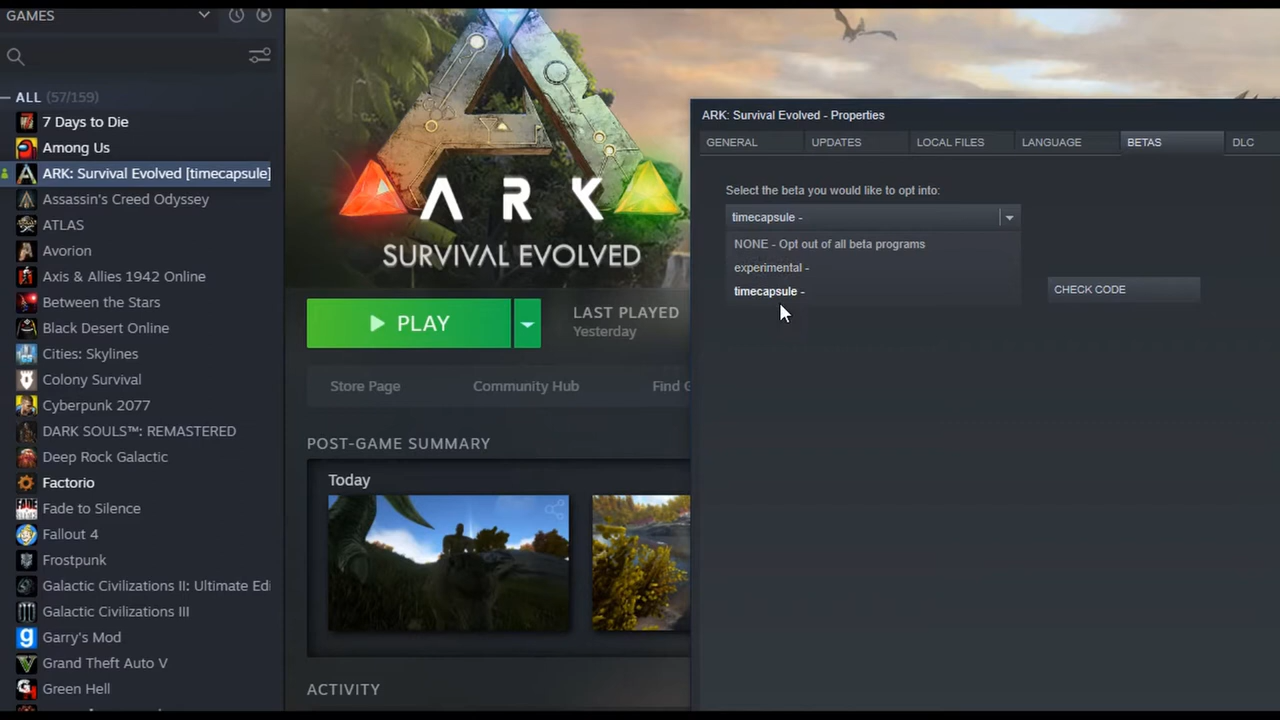 GAMES
ALL (57/159)
7 Days to Die
Among Us
ARK: Survival Evolved [timecapsule]
Assassin's Creed Odyssey
ATLAS
Avorion
Axis & Allies 1942 Online
Between the Stars
Black Desert Online
Cities: Skylines
Colony Survival
Cyberpunk 2077
DARK SOULS™: REMASTERED
Deep Rock Galactic
Factorio
Fade to Silence
Fallout 4
Frostpunk
Galactic Civilizations II: Ultimate Edi
Galactic Civilizations III
Garry's Mod
Grand Theft Auto V
Green Hell
ARK
SURVIVAL EVOLVED
PLAY
LAST PLAYED
Yesterday
Store Page
Community Hub
Find G
POST-GAME SUMMARY
Today
ACTIVITY
ARK: Survival Evolved - Properties
GENERAL
UPDATES
LOCAL FILES
LANGUAGE
BETAS
DLC
Select the beta you would like to opt into:
timecapsule -
NONE - Opt out of all beta programs
experimental -
timecapsule -
CHECK CODE